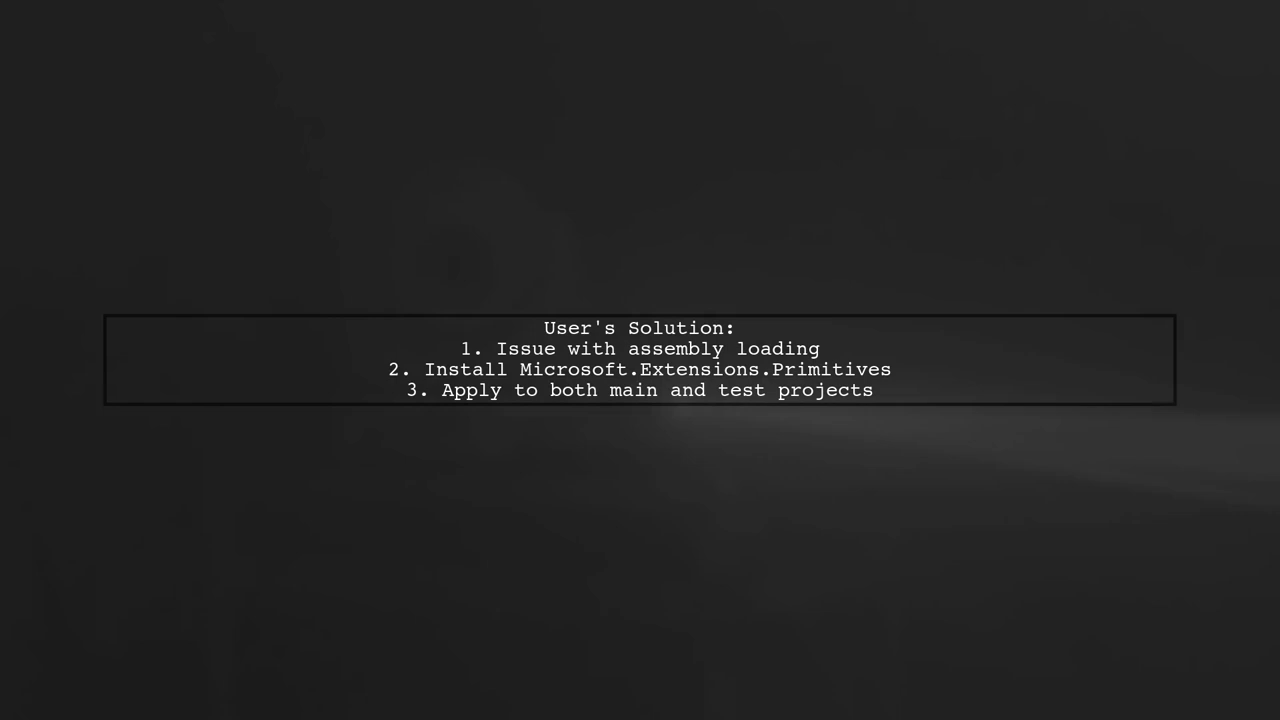 User's Solution:
1. Issue with assembly loading
2. Install Microsoft.Extensions.Primitives
3. Apply to both main and test projects